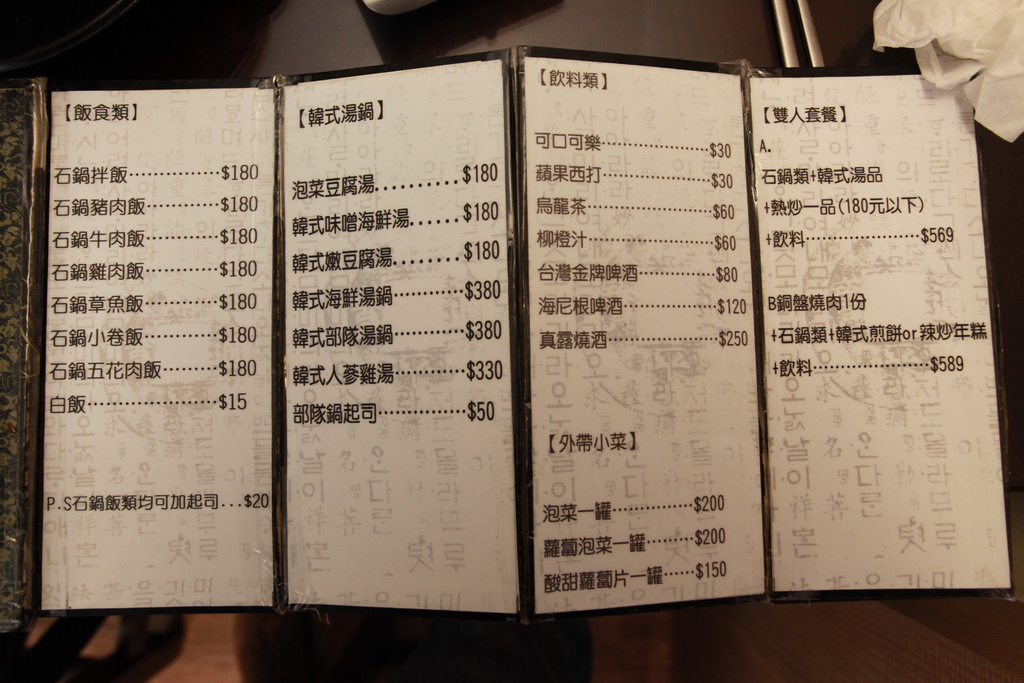 【飯食類】
石鍋拌飯⋯⋯⋯⋯$180
石鍋豬肉飯⋯⋯⋯$180
石鍋牛肉飯⋯⋯⋯$180
石鍋雞肉飯⋯⋯⋯$180
石鍋章魚飯⋯⋯⋯$180
石鍋小卷飯⋯⋯⋯$180
石鍋五花肉飯⋯⋯$180
白飯⋯⋯⋯⋯⋯⋯$15
P.S石鍋飯類均可加起司...$20
【韓式湯鍋】
泡菜豆腐湯..........$180
韓式味噌海鮮湯......$180
韓式嫩豆腐湯........$180
韓式海鮮湯鍋⋯⋯⋯$380
韓式部隊湯鍋⋯⋯⋯$380
韓式人蔘雞湯⋯⋯⋯$330
部隊鍋起司⋯⋯⋯⋯$50
【飲料類】
可口可樂⋯⋯⋯⋯⋯$30
蘋果西打⋯⋯⋯⋯⋯$30
烏龍茶⋯⋯⋯⋯⋯⋯$60
柳橙汁⋯⋯⋯⋯⋯⋯$60
台灣金牌啤酒⋯⋯⋯$80
海尼根啤酒⋯⋯⋯⋯$120
真露燒酒⋯⋯⋯⋯⋯$250
【外帶小菜】
泡菜一罐⋯⋯⋯⋯$200
蘿蔔泡菜一罐⋯⋯$200
酸甜蘿蔔片一罐⋯⋯$150
【雙人套餐】
A.
石鍋類+韓式湯品
+熱炒一品(180元以下)
+飲料⋯⋯⋯⋯⋯⋯$569
B銅盤燒肉1份
+石鍋類+韓式煎餅or辣炒年糕
+飲料⋯⋯⋯⋯⋯⋯$589